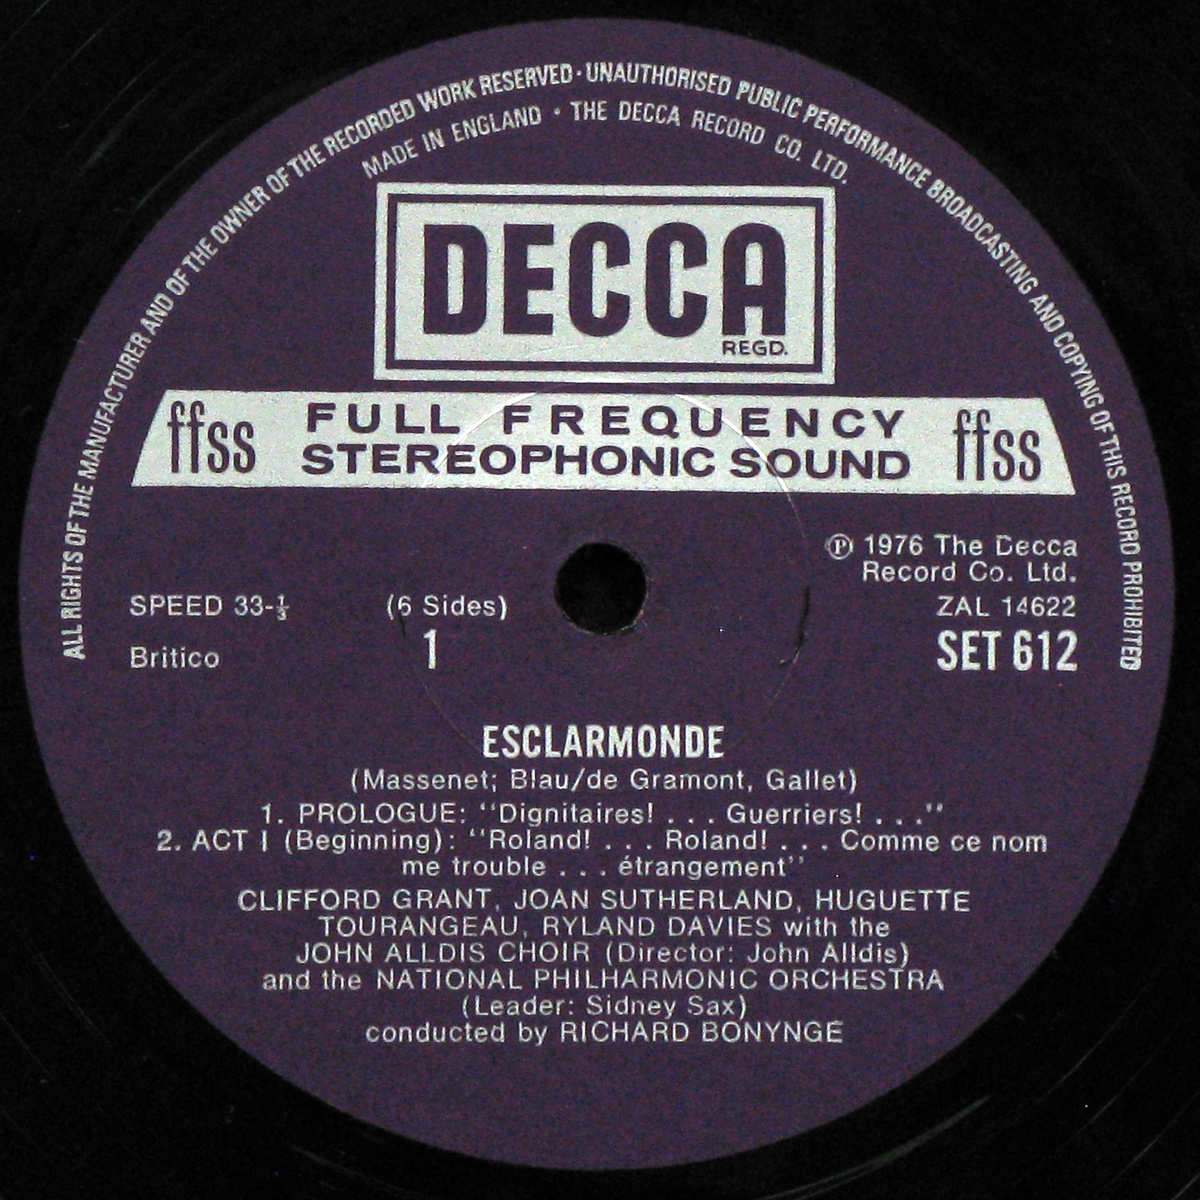 ALL RIGHTS OF THE MANUFACTURER AND OF THE OWNER OF THE RECORDED WORK RESERVED · UNAUTHORISED PUBLIC PERFORMANCE BROADCASTING AND COPYING OF THIS RECORD PROHIBITED
MADE IN ENGLAND · THE DECCA RECORD CO. LTD.
DECCA
REGD.
ffss FULL FREQUENCY ffss
STEREOPHONIC SOUND
Ⓟ 1976 The Decca
Record Co. Ltd.
SPEED 33-⅓ (6 Sides) ZAL 14622
Britico 1 SET 612
ESCLARMONDE
(Massenet; Blau/de Gramont, Gallet)
1. PROLOGUE: "Dignitaires! . . . Guerriers! . . ."
2. ACT I (Beginning): "Roland! . . . Roland! . . . Comme ce nom
me trouble . . . étrangement"
CLIFFORD GRANT, JOAN SUTHERLAND, HUGUETTE
TOURANGEAU, RYLAND DAVIES with the
JOHN ALLDIS CHOIR (Director: John Alldis)
and the NATIONAL PHILHARMONIC ORCHESTRA
(Leader: Sidney Sax)
conducted by RICHARD BONYNGE